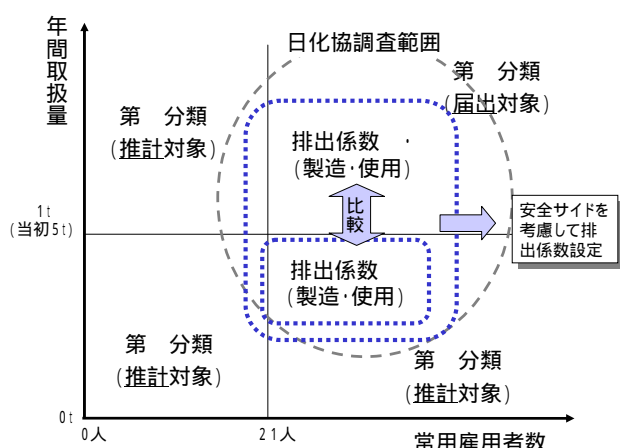 年間取扱量
日化協調査範囲
第　分類
(届出対象)
第　分類
(推計対象)
排出係数
(製造・使用)
比較
1t
(当初5t)
安全サイドを
考慮して排
出係数設定
排出係数
(製造・使用)
第　分類
(推計対象)
第　分類
(推計対象)
0t
0人
21人
常用雇用者数